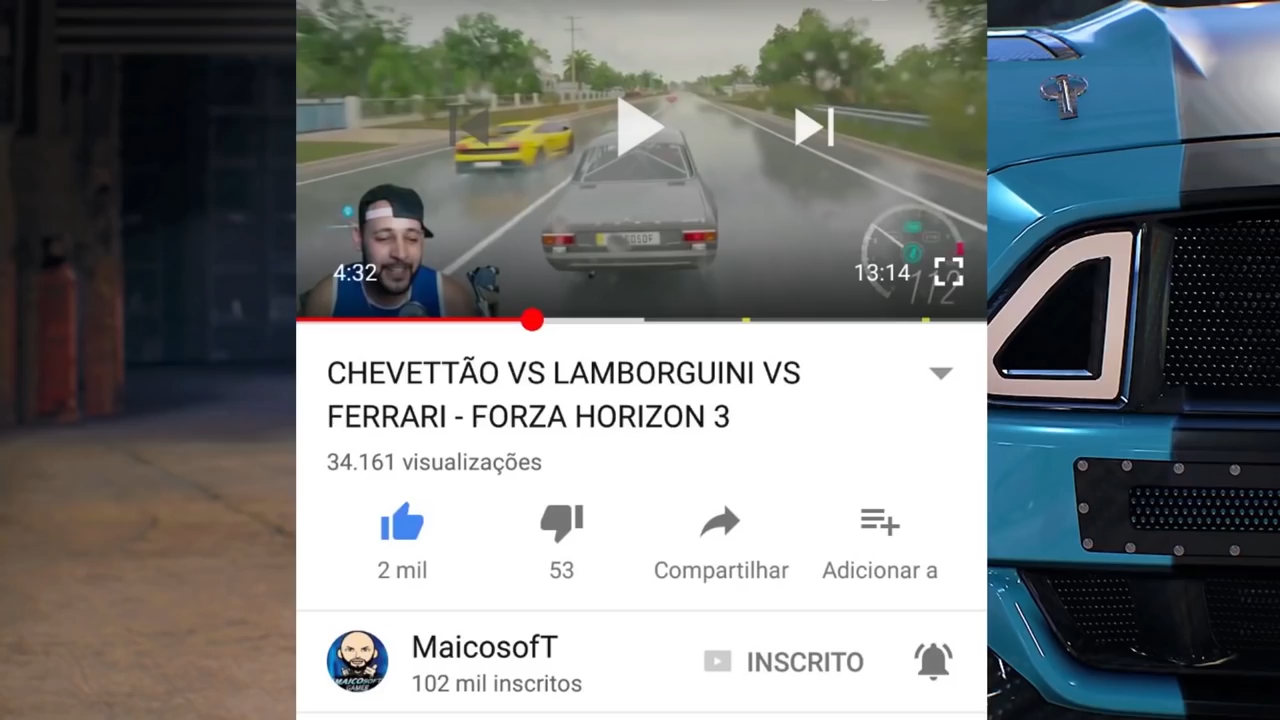 4:32
13:14
112
CHEVETTÃO VS LAMBORGUINI VS
FERRARI - FORZA HORIZON 3
34.161 visualizações
2 mil
53
Compartilhar
Adicionar a
MaicosofT
INSCRITO
102 mil inscritos